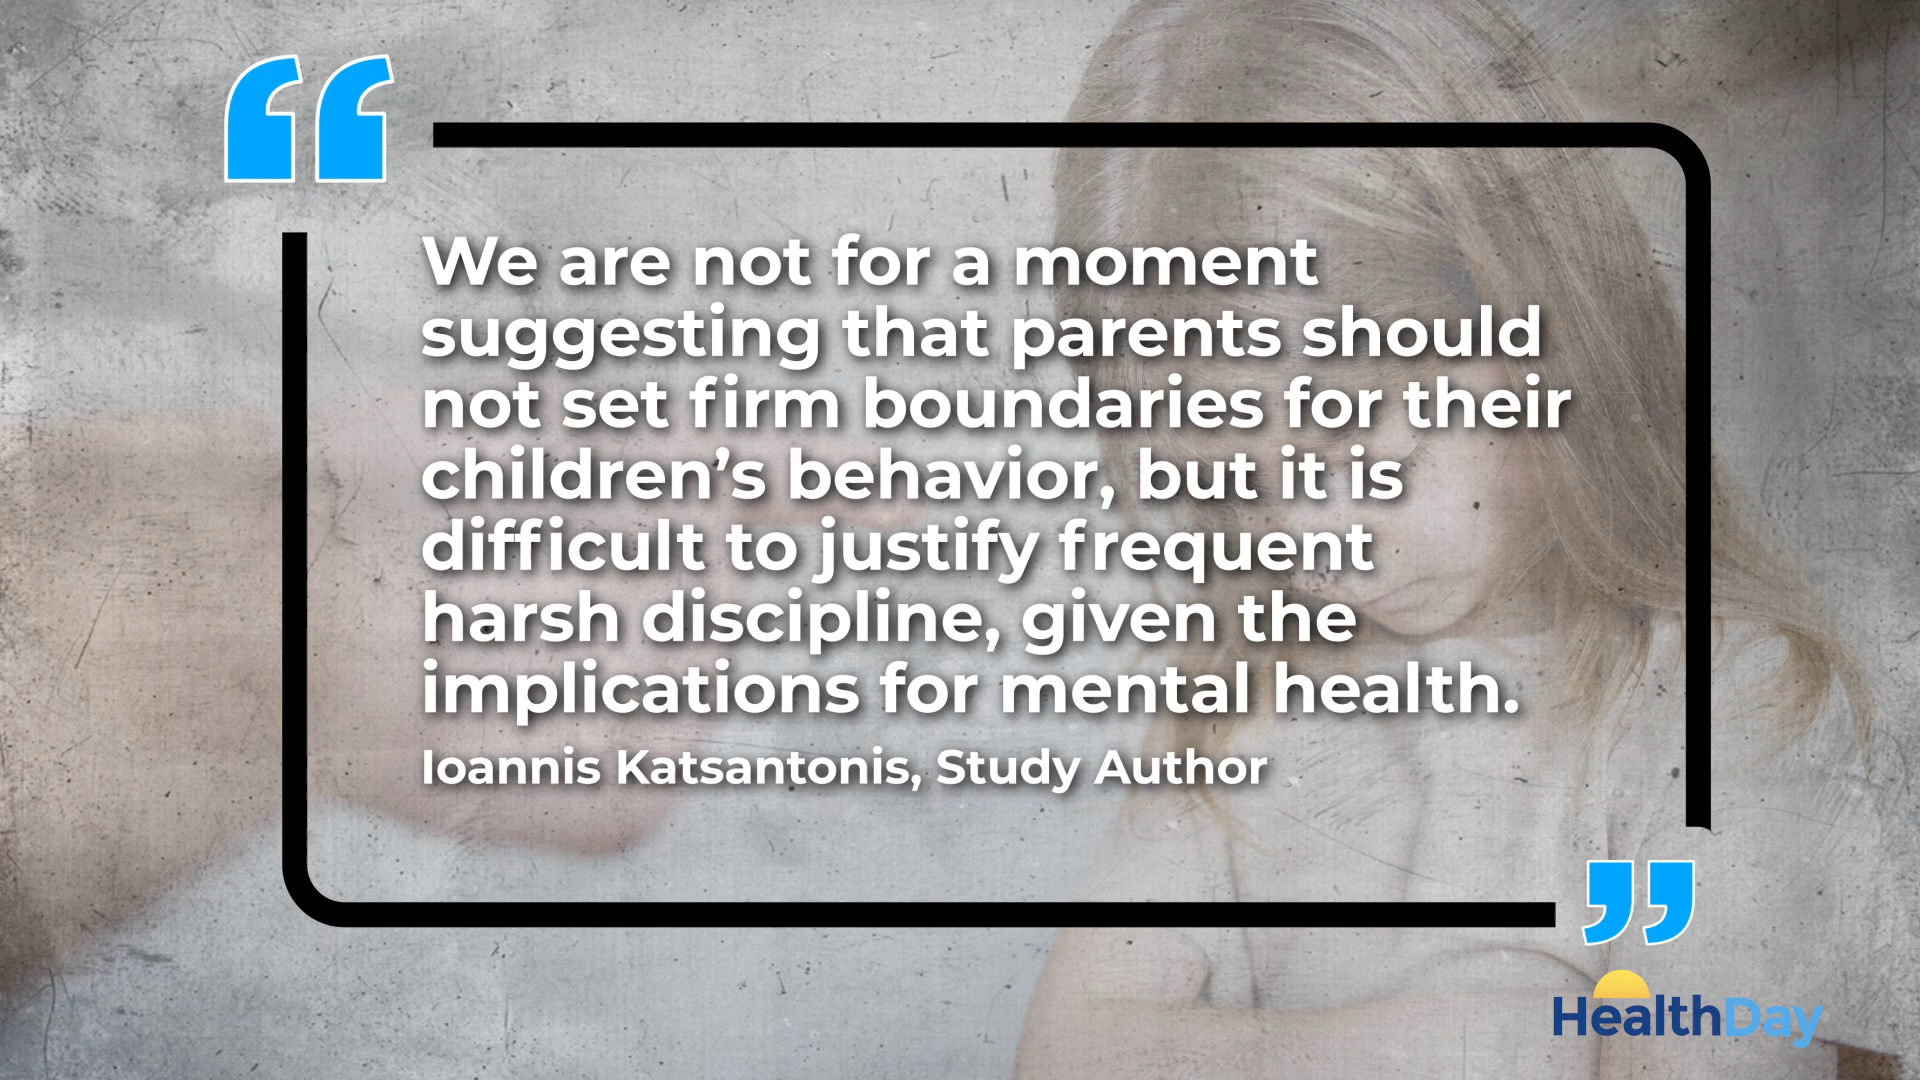 We are not for a moment
suggesting that parents should
not set firm boundaries for their
children’s behavior, but it is
difficult to justify frequent
harsh discipline, given the
implications for mental health.
Ioannis Katsantonis, Study Author
HealthDay